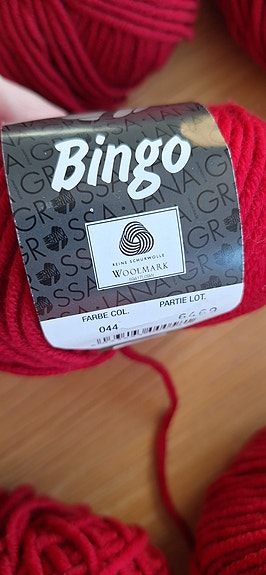 Bingo
REINE SCHURWOLLE
WOOLMARK
FARBE COL.
PARTIE LOT.
044